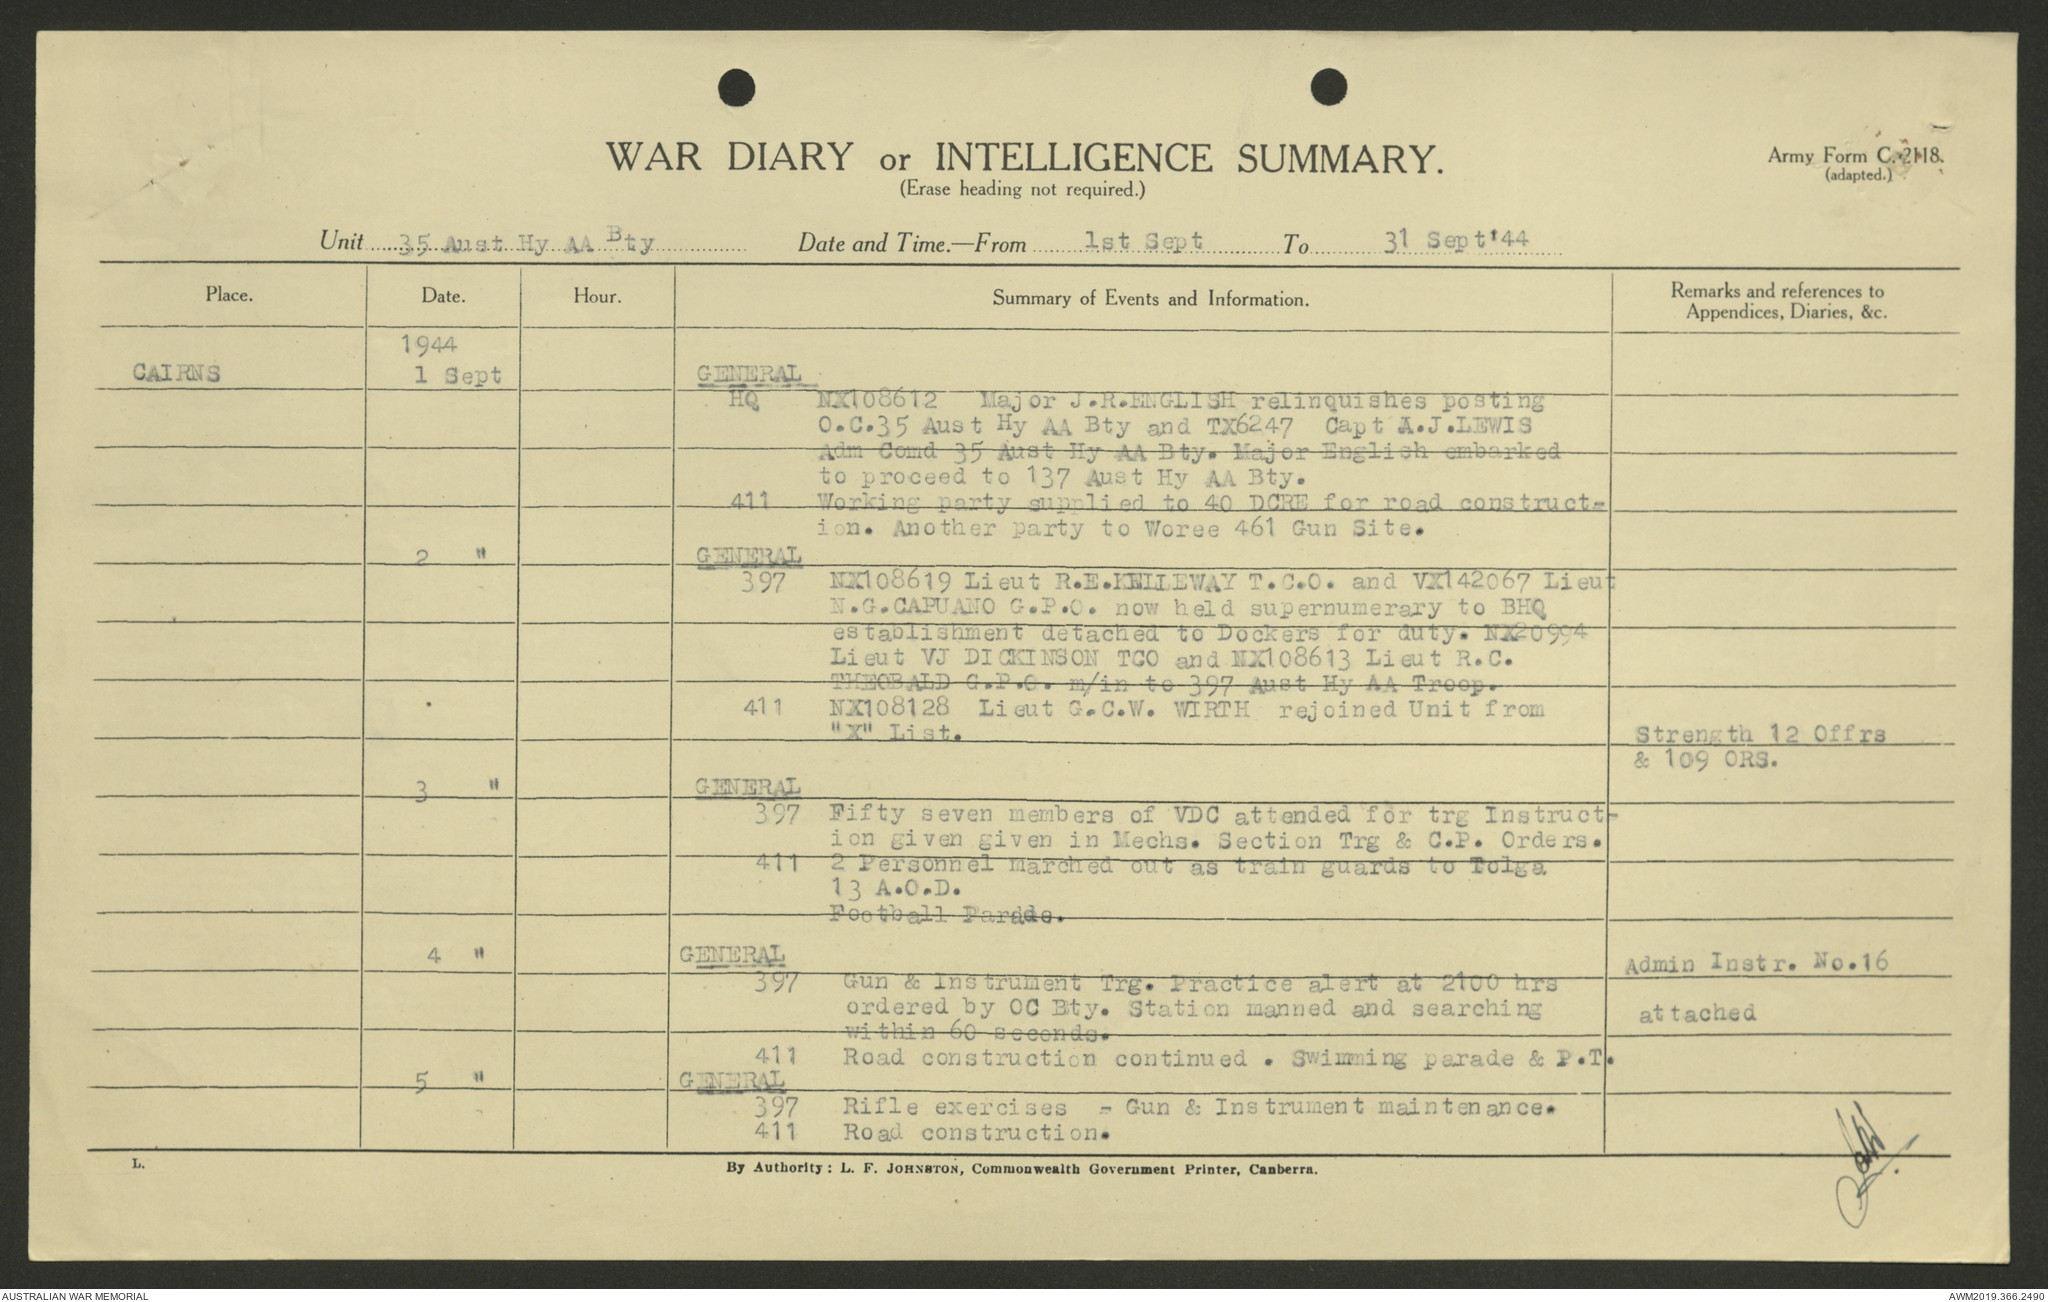 WAR DIARY or INTELLIGENCE SUMMARY.
(Erase heading not required.)
Army Form C. 2118.
(adapted.)
Unit 35 Aust Hy AA Bty Date and Time.—From 1st Sept To 31 Sept'44
Place. Date. Hour. Summary of Events and Information. Remarks and references to
Appendices, Diaries, &c.
1944
CAIRNS 1 Sept GENERAL
HQ NX108612 Major J.R.ENGLISH relinquishes posting
O.C.35 Aust Hy AA Bty and TX6247 Capt A.J.LEWIS
Adm Comd 35 Aust Hy AA Bty. Major English embarked
to proceed to 137 Aust Hy AA Bty.
411 Working party supplied to 40 DCRE for road construct-
ion. Another party to Woree 461 Gun Site.
2 " GENERAL
397 NX108619 Lieut R.E.KELLEWAY T.C.O. and VX142067 Lieut
N.G.CAPUANO G.P.O. now held supernumerary to BHQ
establishment detached to Dockers for duty. NX20994
Lieut VJ DICKINSON TCO and NX108613 Lieut R.C.
THEOBALD G.P.O. m/in to 397 Aust Hy AA Troop.
411 NX108128 Lieut G.C.W. WIRTH rejoined Unit from
"X" List. Strength 12 Offrs
& 109 ORS.
3 " GENERAL
397 Fifty seven members of VDC attended for trg Instruct-
ion given given in Mechs. Section Trg & C.P. Orders.
411 2 Personnel marched out as train guards to Tolga
13 A.O.D.
Football Parade.
4 " GENERAL Admin Instr. No.16
397 Gun & Instrument Trg. Practice alert at 2100 hrs
ordered by OC Bty. Station manned and searching attached
within 60 seconds.
411 Road construction continued . Swimming parade & P.T.
5 " GENERAL
397 Rifle exercises - Gun & Instrument maintenance.
411 Road construction.
L. By Authority: L. F. JOHNSTON, Commonwealth Government Printer, Canberra.
AUSTRALIAN WAR MEMORIAL AWM2019.366.2490